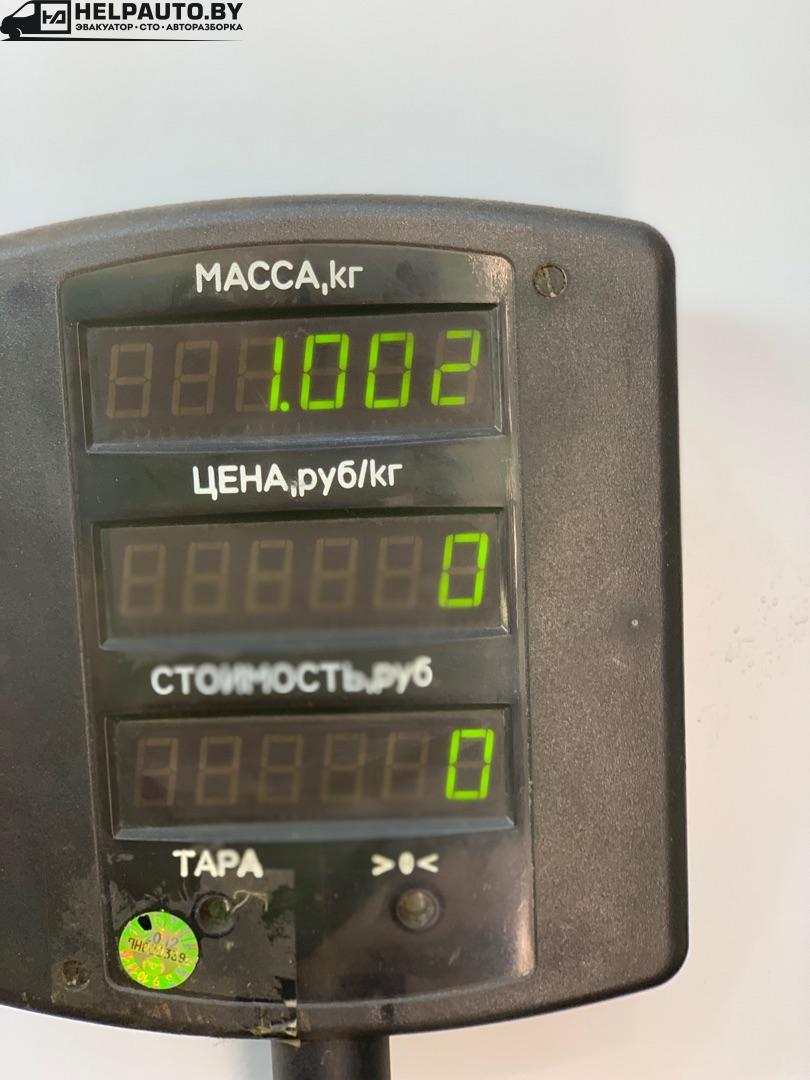 HELPAUTO.BY
ЭВАКУАТОР • СТО • АВТОРАЗБОРКА
МАССА,кг
1.002
ЦЕНА,руб/кг
0
СТОИМОСТЬ,руб
0
ТАРА >0<